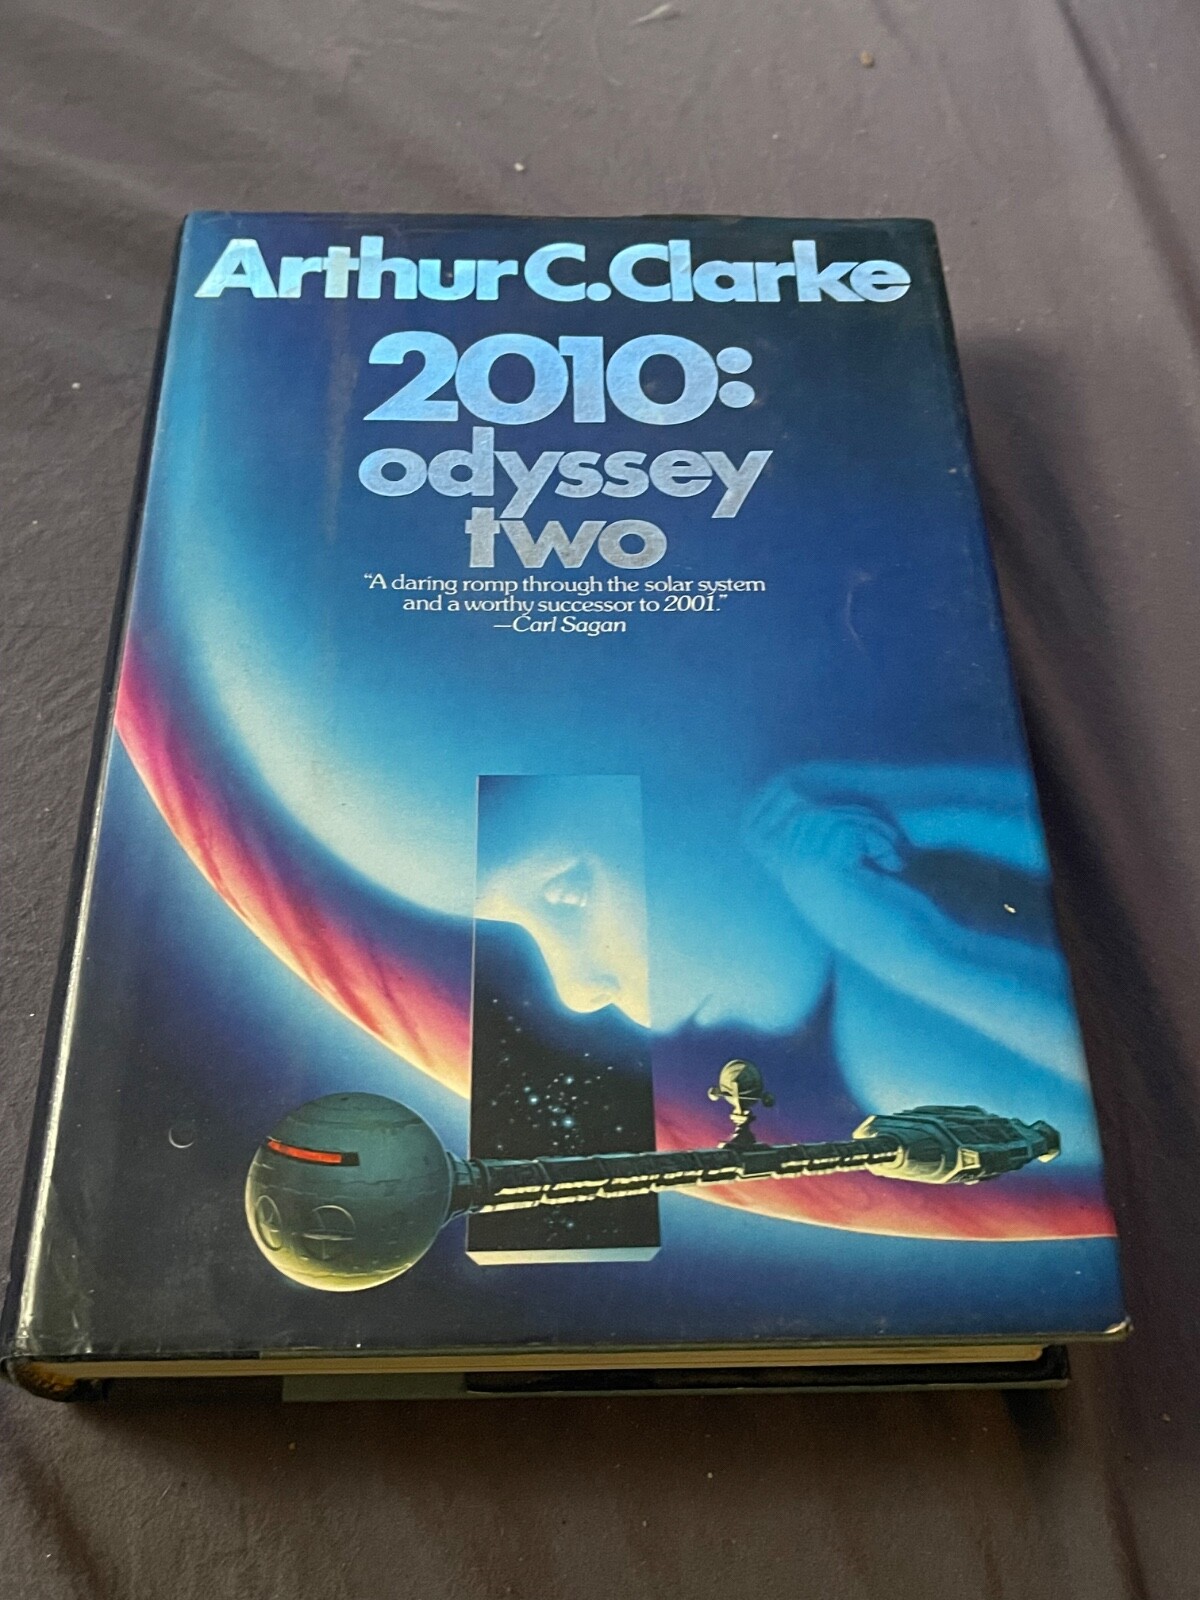 Arthur C. Clarke
2010:
odyssey
two
“A daring romp through the solar system
and a worthy successor to 2001.”
—Carl Sagan